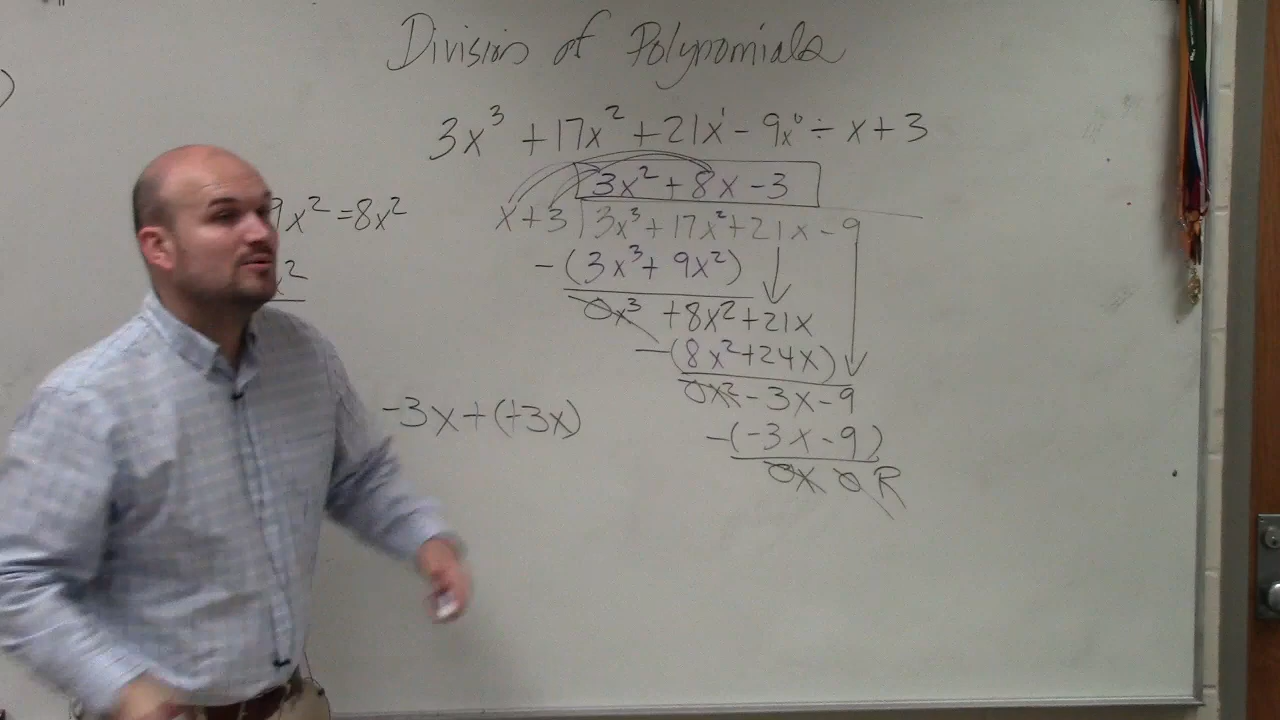 Division of Polynomials
3x³ + 17x² + 21x¹ - 9x⁰ ÷ x + 3
3x² + 8x - 3
x + 3 | 3x³ + 17x² + 21x - 9
9x² = 8x²
x²
- (3x³ + 9x²)
0x³ + 8x² + 21x
- (8x² + 24x)
0x² - 3x - 9
-3x + (+3x)
- (-3x - 9)
0x 0 R
)